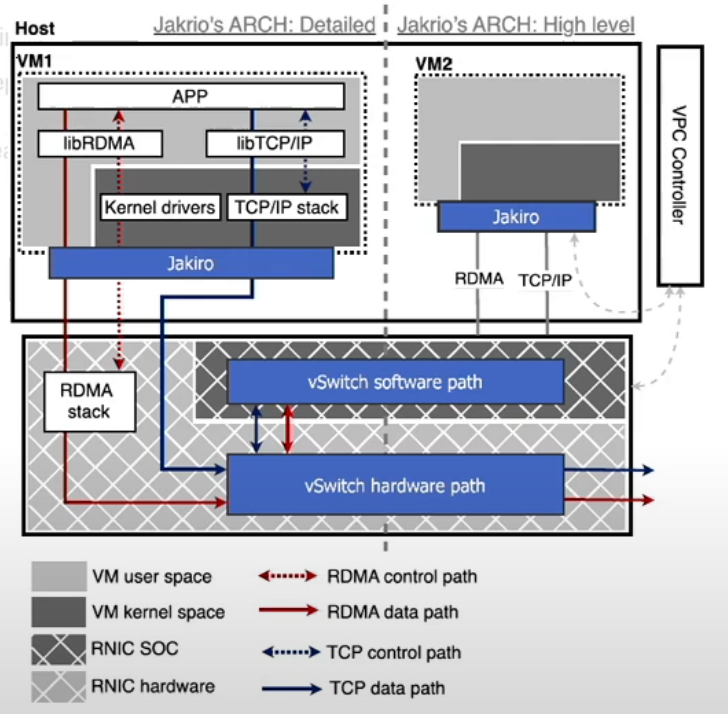 Jakrio's ARCH: Detailed
Jakrio's ARCH: High level
Host
VM1
APP
libRDMA
libTCP/IP
Kernel drivers
TCP/IP stack
Jakiro
VM2
Jakiro
RDMA
TCP/IP
VPC Controller
RDMA
stack
vSwitch software path
vSwitch hardware path
VM user space
VM kernel space
RNIC SOC
RNIC hardware
RDMA control path
RDMA data path
TCP control path
TCP data path